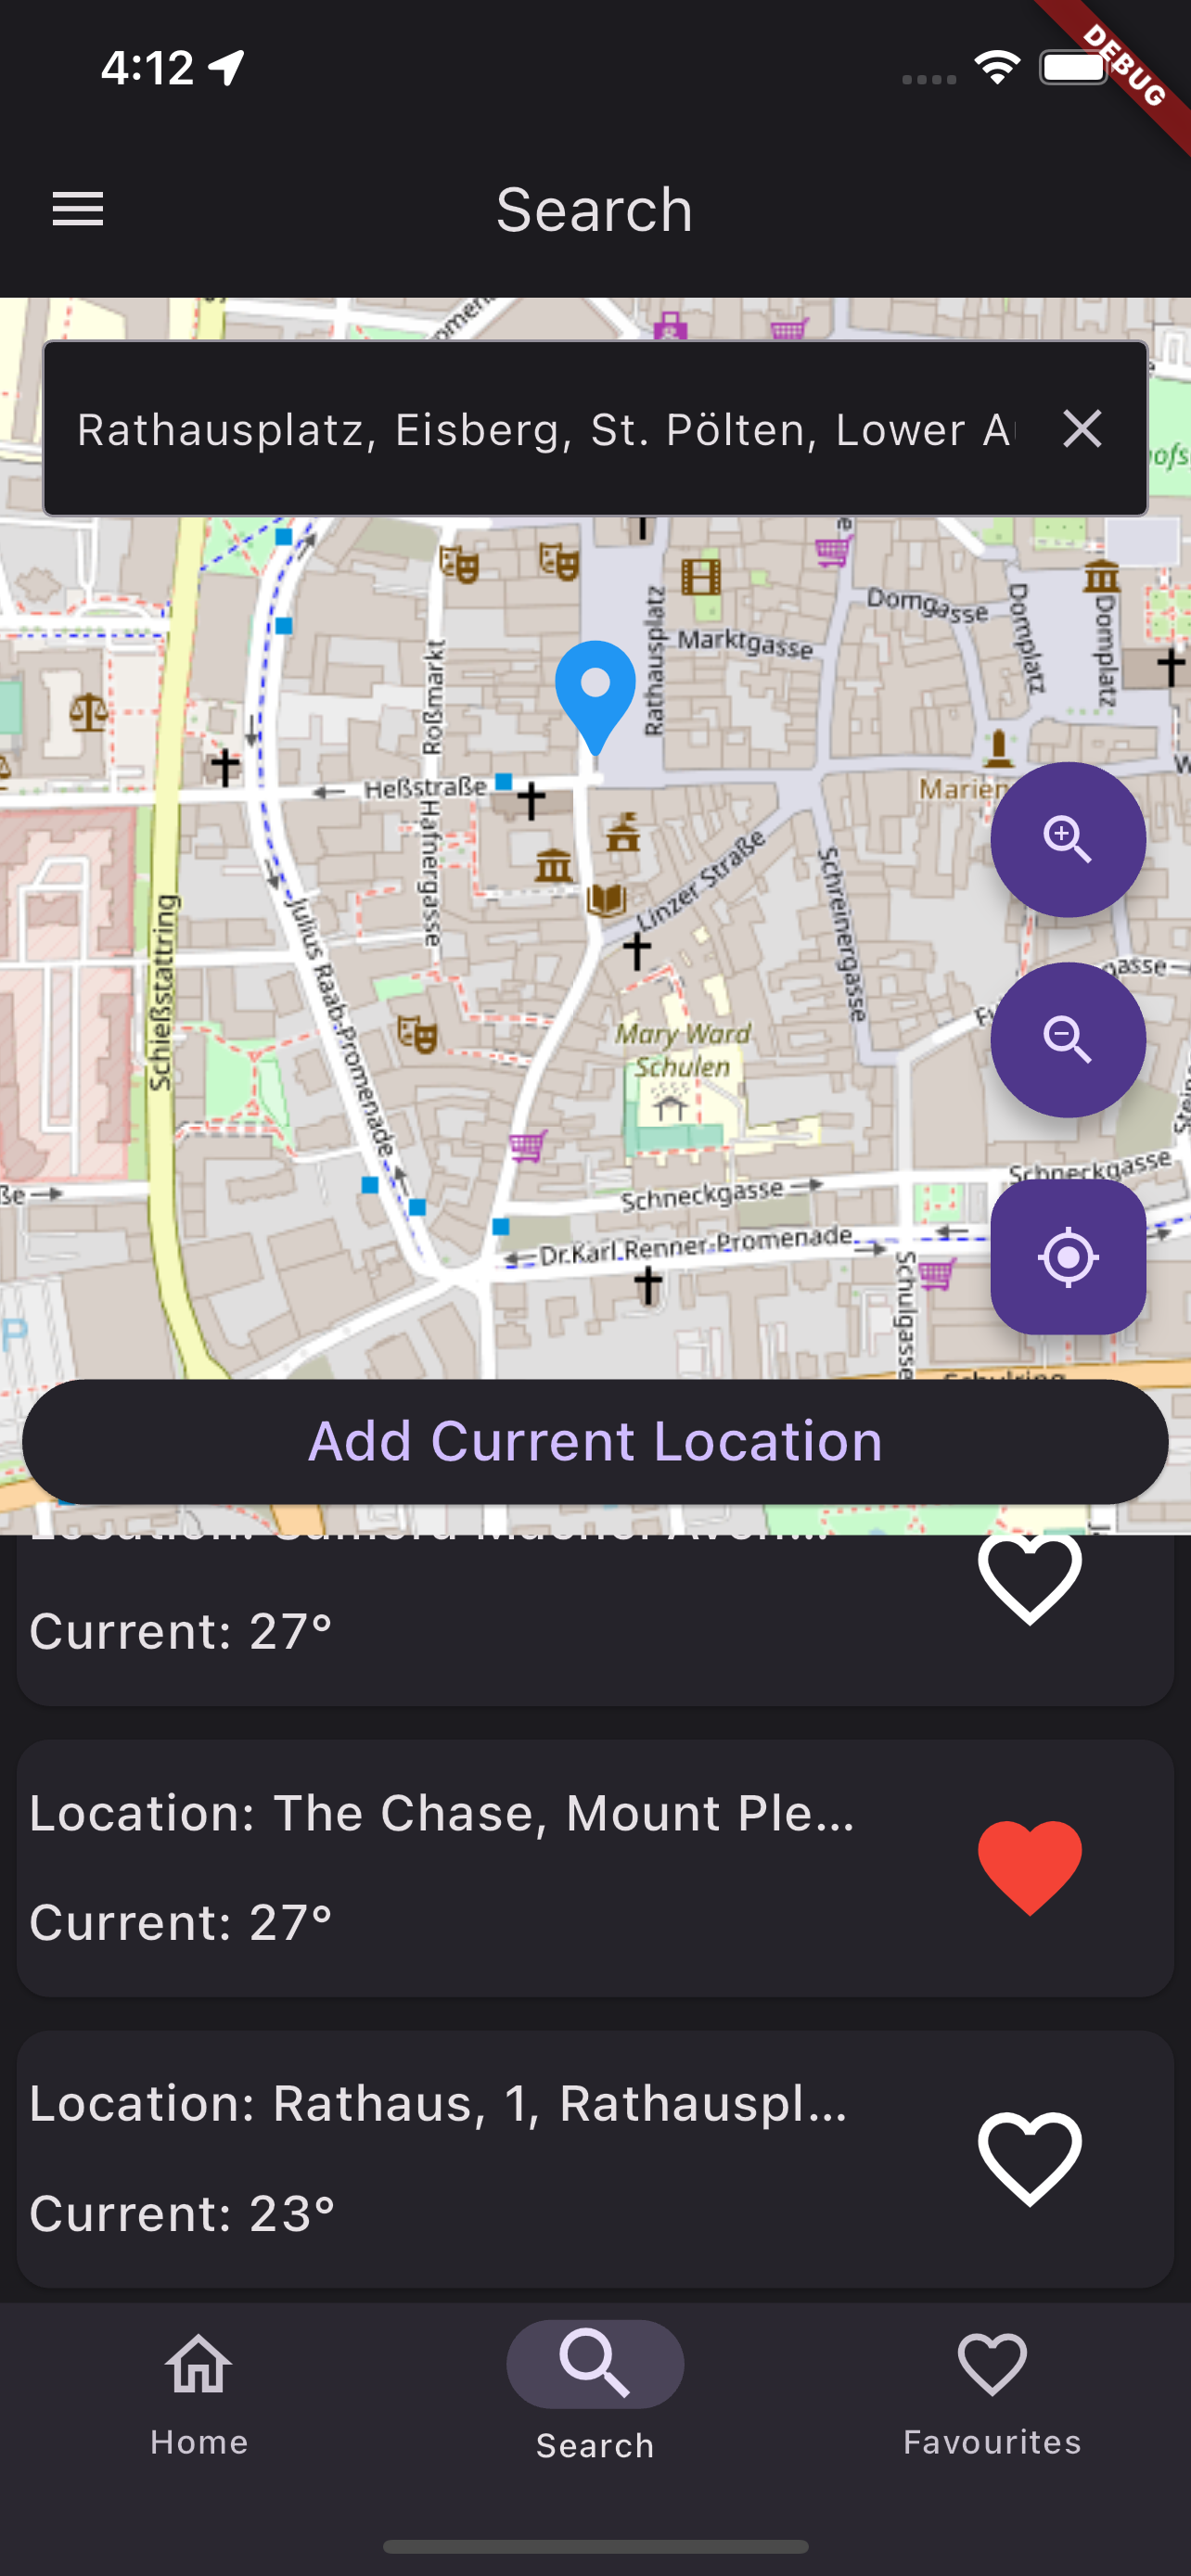 4:12
DEBUG
Search
Rathausplatz, Eisberg, St. Pölten, Lower A
Domgasse
Domplatz
Domplatz
Rathausplatz
Marktgasse
Roßmarkt
Heßstraße
Hafnergasse
Marien
Linzer Straße
Schreinergasse
Schießstattring
Julius Raab-Promenade
Mary Ward
Schulen
Schneckgasse
Schneckgasse
Dr.Karl.Renner-Promenade
Schulgasse
P
Schulring
Add Current Location
Current: 27°
Location: The Chase, Mount Ple...
Current: 27°
Location: Rathaus, 1, Rathauspl...
Current: 23°
Home
Search
Favourites